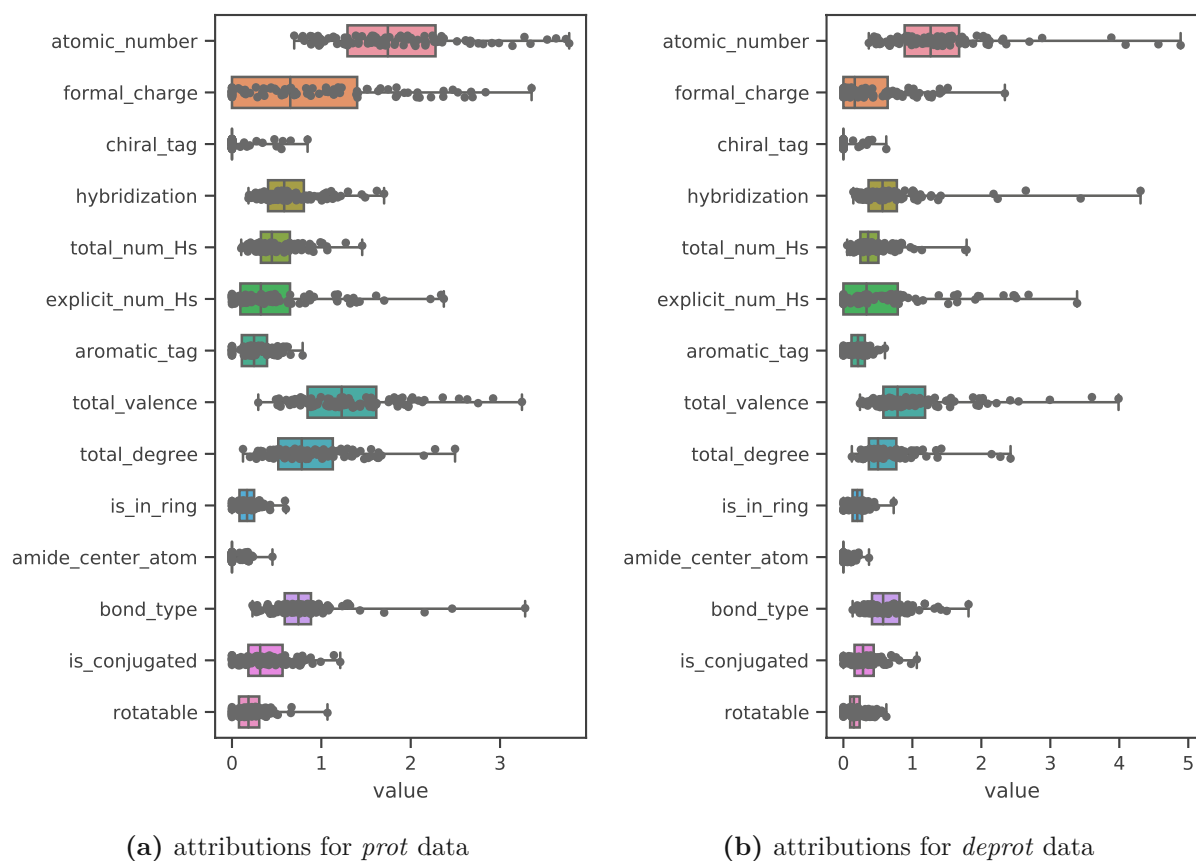 atomic_number
formal_charge
chiral_tag
hybridization
total_num_Hs
explicit_num_Hs
aromatic_tag
total_valence
total_degree
is_in_ring
amide_center_atom
bond_type
is_conjugated
rotatable
0 1 2 3
value
(a) attributions for prot data
atomic_number
formal_charge
chiral_tag
hybridization
total_num_Hs
explicit_num_Hs
aromatic_tag
total_valence
total_degree
is_in_ring
amide_center_atom
bond_type
is_conjugated
rotatable
0 1 2 3 4 5
value
(b) attributions for deprot data